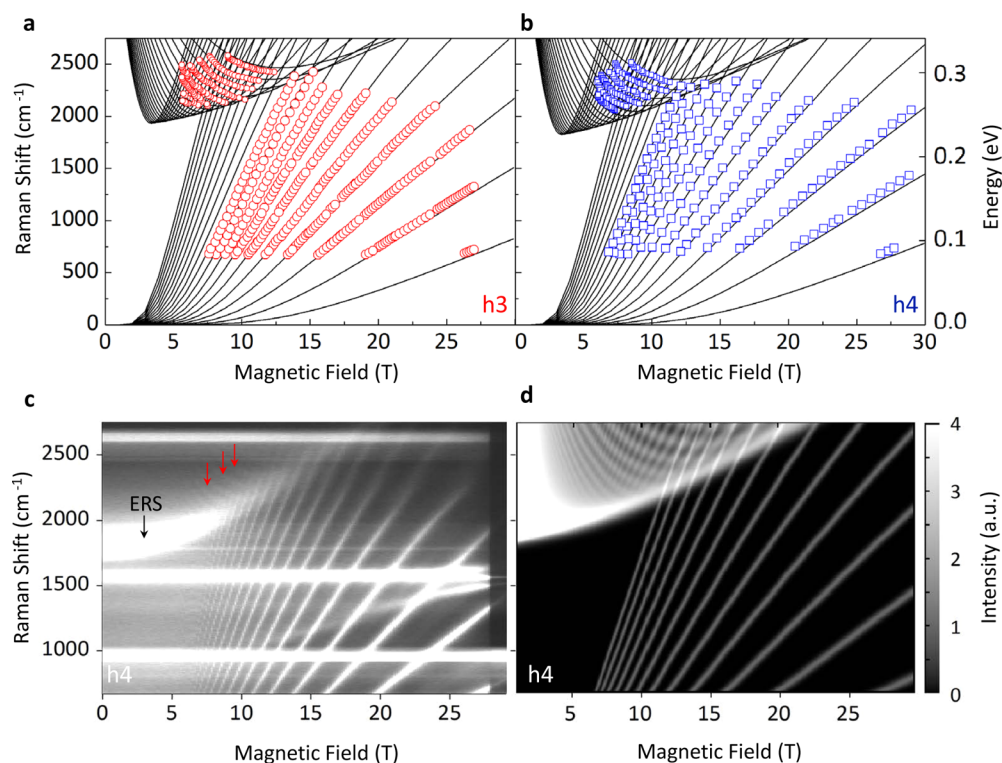 a
b
Raman Shift (cm⁻¹)
2500
2000
1500
1000
500
0
0.3
0.2
0.1
0.0
Energy (eV)
h3
h4
0 5 10 15 20 25
5 10 15 20 25 30
Magnetic Field (T)
Magnetic Field (T)
c
d
Raman Shift (cm⁻¹)
2500
2000
1500
1000
ERS
h4
h4
4
3
2
1
0
Intensity (a.u.)
0 5 10 15 20 25
5 10 15 20 25
Magnetic Field (T)
Magnetic Field (T)